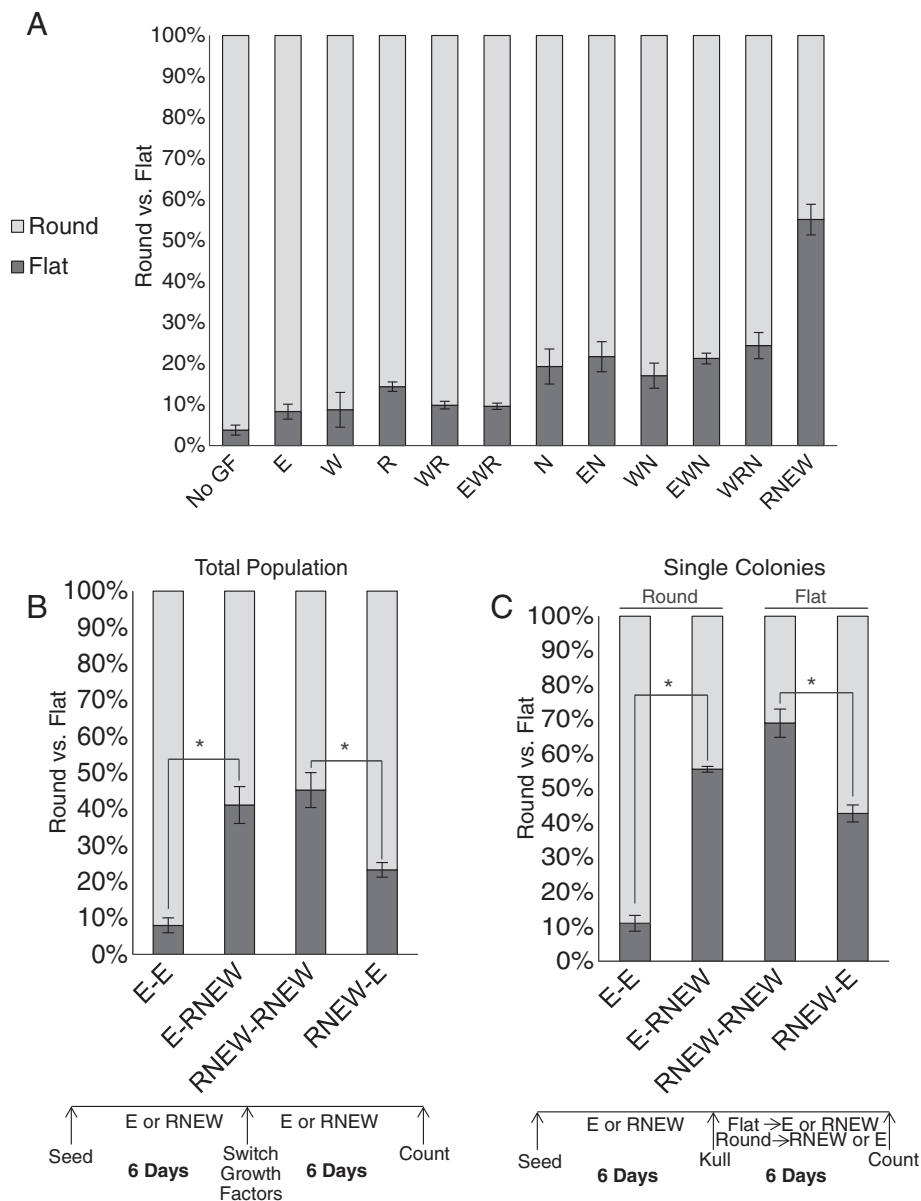 A
100%
90%
80%
70%
60%
50%
40%
30%
20%
10%
0%
Round vs. Flat
Round
Flat
No GF
E
W
R
WR
EWR
N
EN
WN
EWN
WRN
RNEW
B
Total Population
100%
90%
80%
70%
60%
50%
40%
30%
20%
10%
0%
Round vs. Flat
*
*
E-E
E-RNEW
RNEW-RNEW
RNEW-E
E or RNEW
E or RNEW
Seed
6 Days
Switch
Growth
Factors
6 Days
Count
C
Single Colonies
Round
Flat
100%
90%
80%
70%
60%
50%
40%
30%
20%
10%
0%
Round vs. Flat
*
*
E-E
E-RNEW
RNEW-RNEW
RNEW-E
E or RNEW
Flat →E or RNEW
Round→RNEW or E
Seed
6 Days
Kull
6 Days
Count